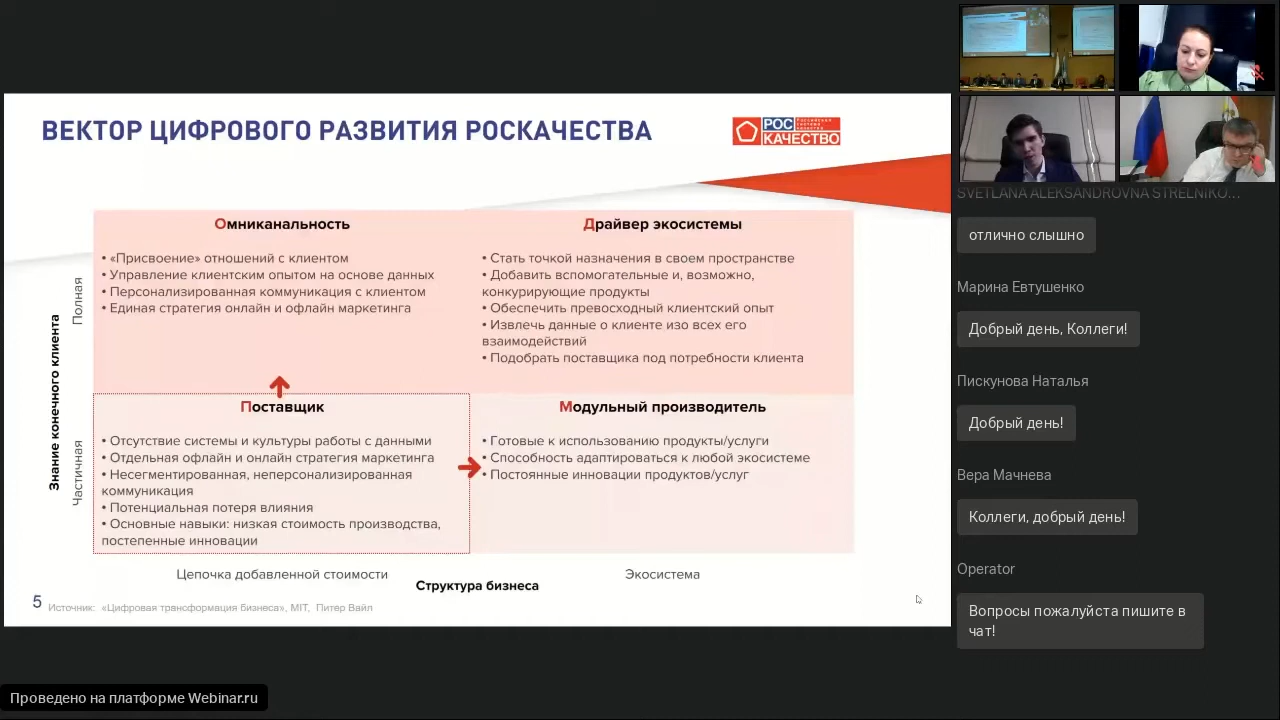 ВЕКТОР ЦИФРОВОГО РАЗВИТИЯ РОСКАЧЕСТВА
РОС
Российская
система
качества
КАЧЕСТВО
Омниканальность
• «Присвоение» отношений с клиентом
• Управление клиентским опытом на основе данных
• Персонализированная коммуникация с клиентом
• Единая стратегия онлайн и офлайн маркетинга
Драйвер экосистемы
• Стать точкой назначения в своем пространстве
• Добавить вспомогательные и, возможно,
конкурирующие продукты
• Обеспечить превосходный клиентский опыт
• Извлечь данные о клиенте изо всех его
взаимодействий
• Подобрать поставщика под потребности клиента
Знание конечного клиента
Полная
Частичная
Поставщик
• Отсутствие системы и культуры работы с данными
• Отдельная офлайн и онлайн стратегия маркетинга
• Несегментированная, неперсонализированная
коммуникация
• Потенциальная потеря влияния
• Основные навыки: низкая стоимость производства,
постепенные инновации
Модульный производитель
• Готовые к использованию продукты/услуги
• Способность адаптироваться к любой экосистеме
• Постоянные инновации продуктов/услуг
Цепочка добавленной стоимости
Структура бизнеса
Экосистема
5
Источник: «Цифровая трансформация бизнеса», MIT, Питер Вайл
SVETLANA ALEKSANDROVNA STRELNIKO...
отлично слышно
Марина Евтушенко
Добрый день, Коллеги!
Пискунова Наталья
Добрый день!
Вера Мачнева
Коллеги, добрый день!
Operator
Вопросы пожалуйста пишите в
чат!
Проведено на платформе Webinar.ru